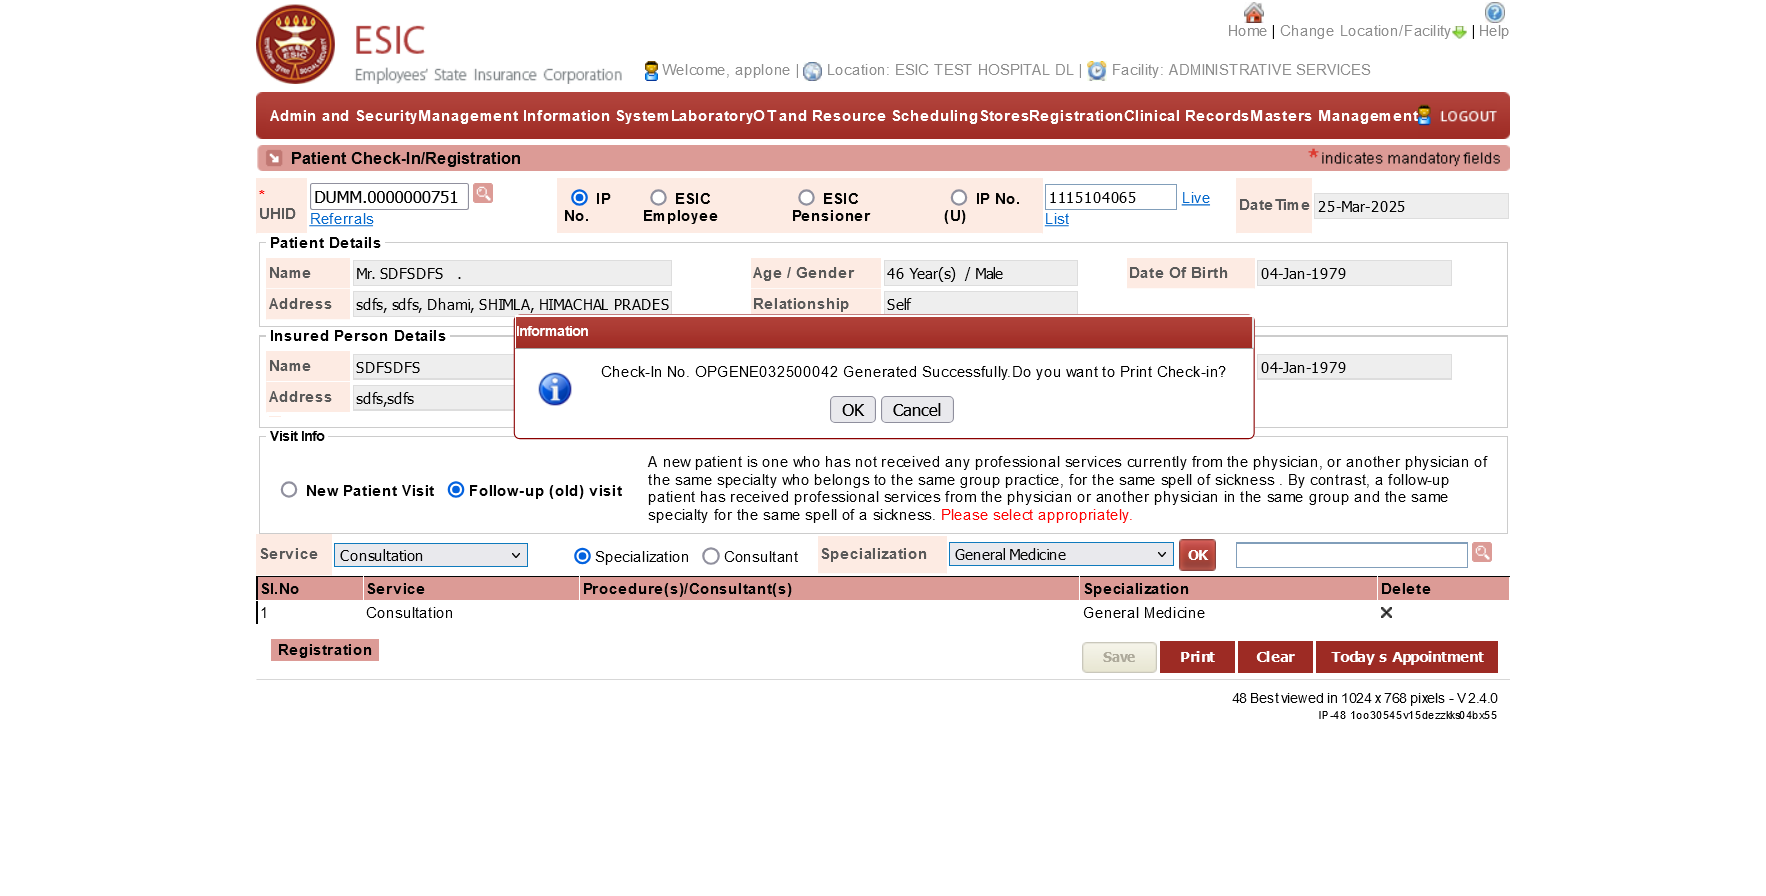 ESIC
Employees' State Insurance Corporation
Home | Change Location/Facility | Help
Welcome, applone | Location: ESIC TEST HOSPITAL DL | Facility: ADMINISTRATIVE SERVICES
Admin and Security Management Information System Laboratory OT and Resource Scheduling Stores Registration Clinical Records Masters Management LOGOUT
Patient Check-In/Registration
* indicates mandatory fields
* UHID DUMM.0000000751 Referrals
IP No. ESIC Employee ESIC Pensioner IP No. (U) 1115104065 Live List
DateTime 25-Mar-2025
Patient Details
Name Mr. SDFSDFS . Age / Gender 46 Year(s) / Male Date Of Birth 04-Jan-1979
Address sdfs, sdfs, Dhami, SHIMLA, HIMACHAL PRADES Relationship Self
Information
Check-In No. OPGENE032500042 Generated Successfully.Do you want to Print Check-in?
OK Cancel
Insured Person Details
Name SDFSDFS 04-Jan-1979
Address sdfs,sdfs
Visit Info
New Patient Visit Follow-up (old) visit
A new patient is one who has not received any professional services currently from the physician, or another physician of
the same specialty who belongs to the same group practice, for the same spell of sickness . By contrast, a follow-up
patient has received professional services from the physician or another physician in the same group and the same
specialty for the same spell of a sickness. Please select appropriately.
Service Consultation Specialization Consultant Specialization General Medicine OK
Sl.No Service Procedure(s)/Consultant(s) Specialization Delete
1 Consultation General Medicine
Registration
Save Print Clear Today s Appointment
48 Best viewed in 1024 x 768 pixels - V 2.4.0